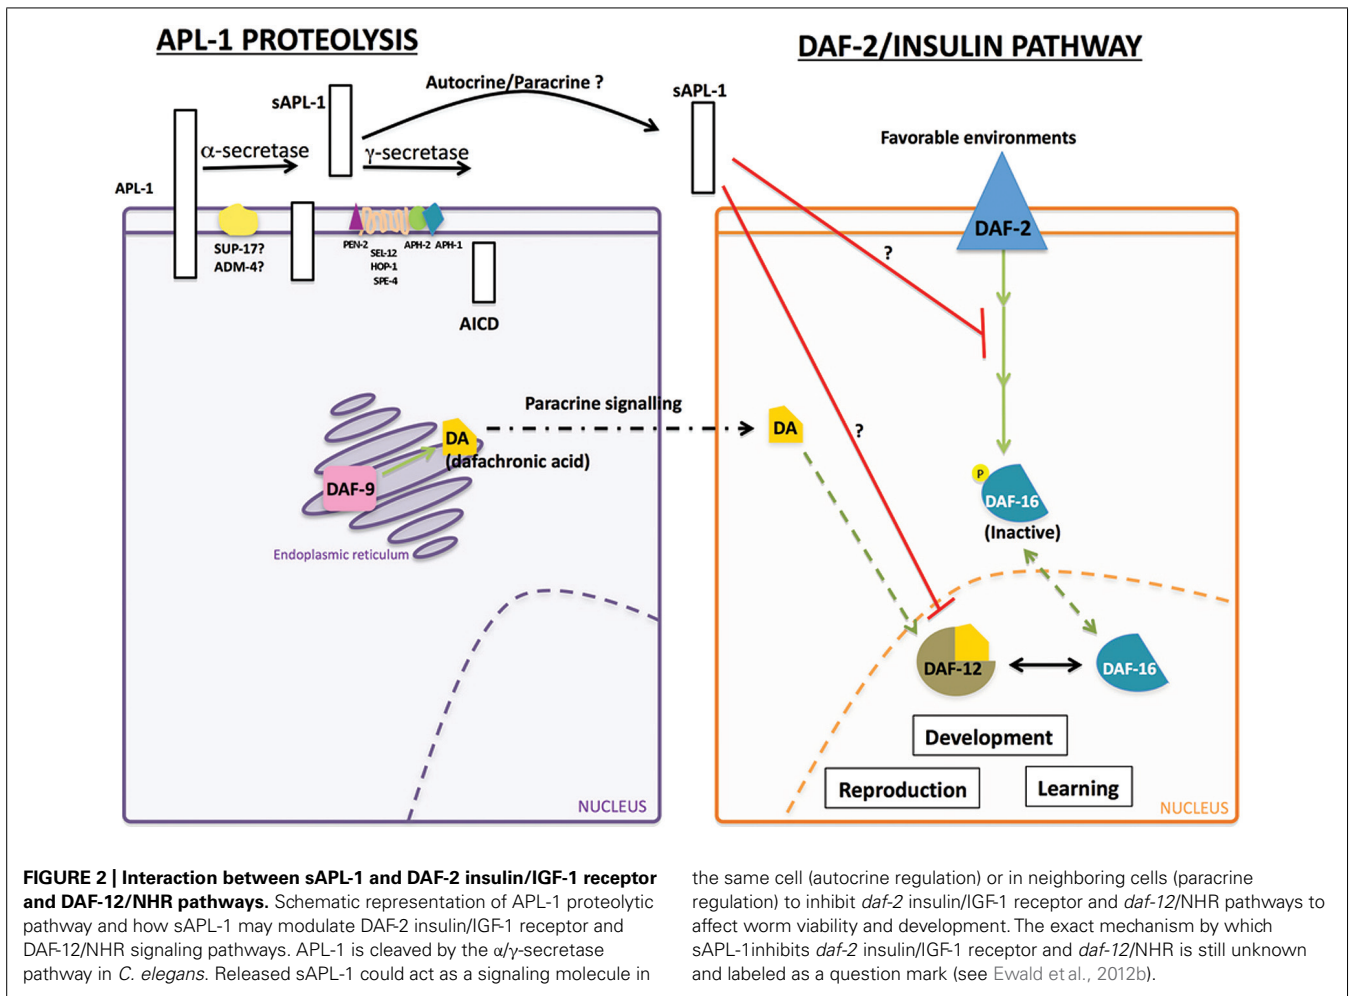 APL-1 PROTEOLYSIS
DAF-2/INSULIN PATHWAY
Autocrine/Paracrine ?
sAPL-1
sAPL-1
α-secretase
γ-secretase
Favorable environments
APL-1
DAF-2
SUP-17?
ADM-4?
PEN-2
SEL-12
HOP-1
SPE-4
APH-2
APH-1
?
AICD
Paracrine signalling
DA
(dafachronic acid)
DA
?
DAF-9
P
DAF-16
(Inactive)
Endoplasmic reticulum
DAF-12
DAF-16
Development
Reproduction
Learning
NUCLEUS
NUCLEUS
FIGURE 2 | Interaction between sAPL-1 and DAF-2 insulin/IGF-1 receptor
and DAF-12/NHR pathways. Schematic representation of APL-1 proteolytic
pathway and how sAPL-1 may modulate DAF-2 insulin/IGF-1 receptor and
DAF-12/NHR signaling pathways. APL-1 is cleaved by the α/γ-secretase
pathway in C. elegans. Released sAPL-1 could act as a signaling molecule in
the same cell (autocrine regulation) or in neighboring cells (paracrine
regulation) to inhibit daf-2 insulin/IGF-1 receptor and daf-12/NHR pathways to
affect worm viability and development. The exact mechanism by which
sAPL-1inhibits daf-2 insulin/IGF-1 receptor and daf-12/NHR is still unknown
and labeled as a question mark (see Ewald et al., 2012b).